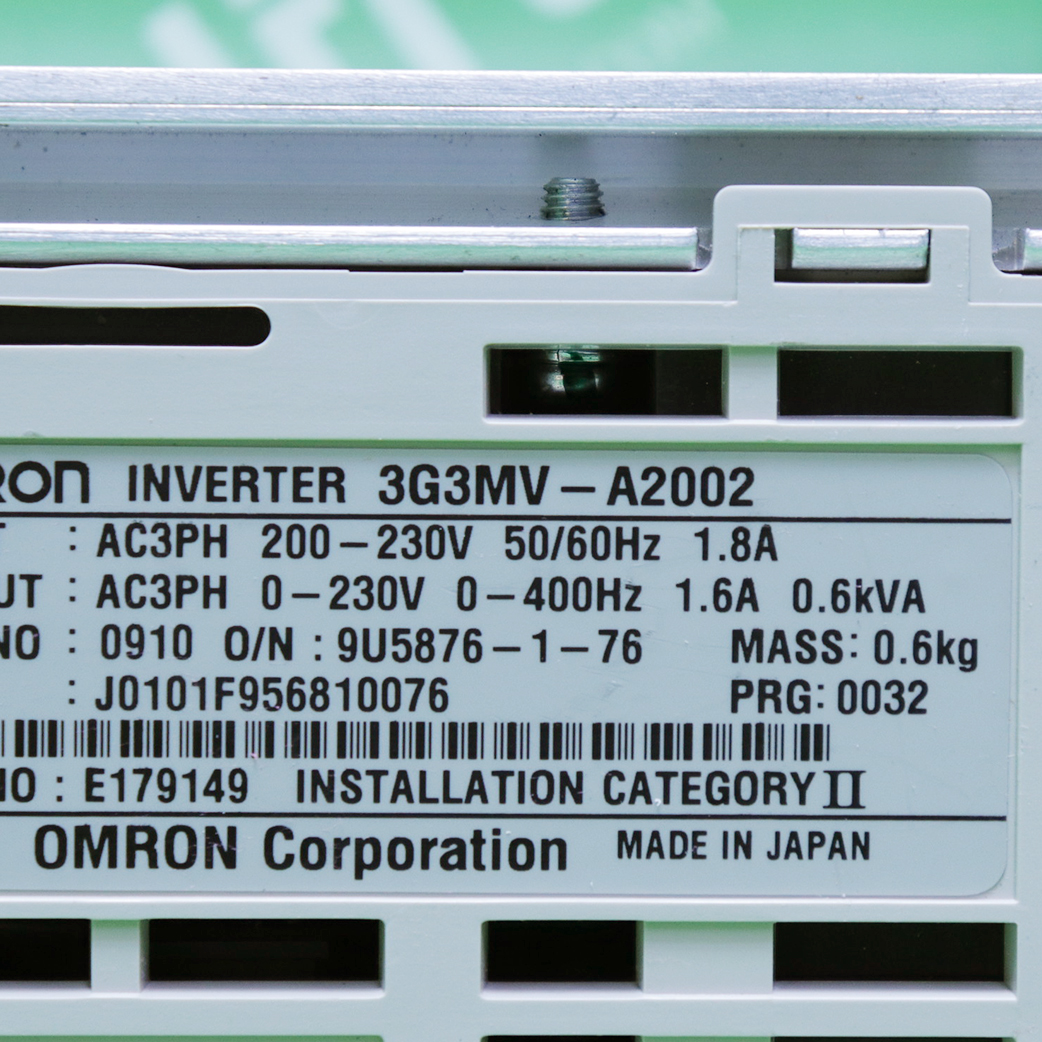 RON INVERTER 3G3MV-A2002
T : AC3PH 200-230V 50/60Hz 1.8A
UT : AC3PH 0-230V 0-400Hz 1.6A 0.6kVA
NO : 0910 O/N : 9U5876-1-76 MASS: 0.6kg
: J0101F956810076 PRG: 0032
NO : E179149 INSTALLATION CATEGORY II
OMRON Corporation MADE IN JAPAN